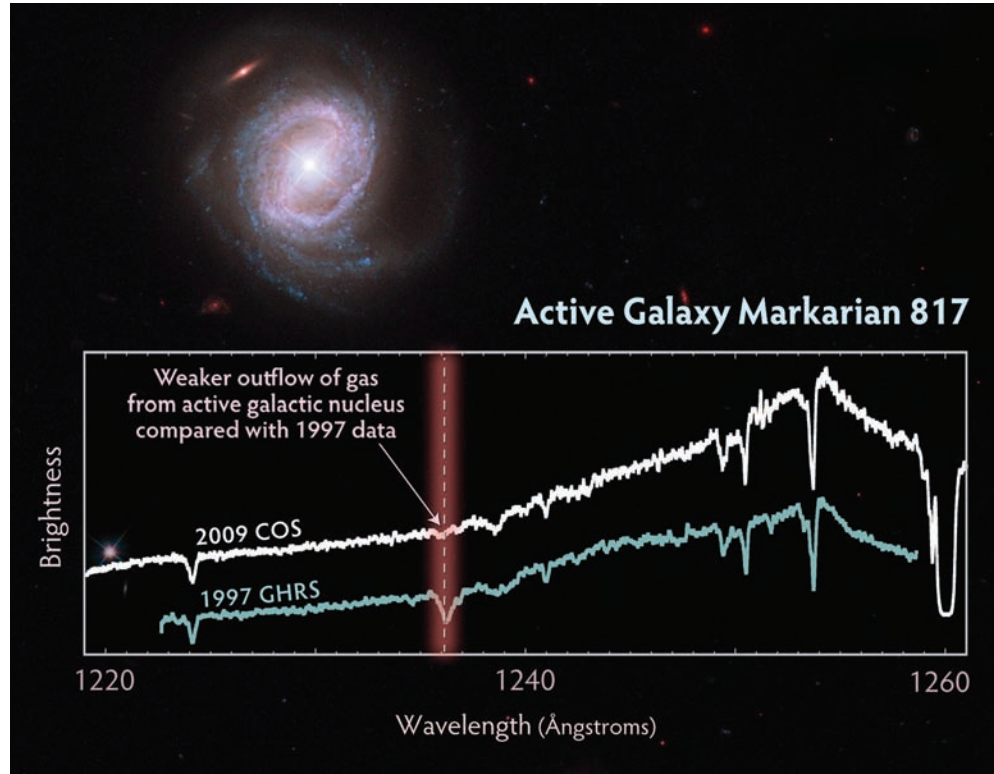 Active Galaxy Markarian 817
Weaker outflow of gas
from active galactic nucleus
compared with 1997 data
Brightness
2009 COS
1997 GHRS
1220
1240
1260
Wavelength (Ångstroms)